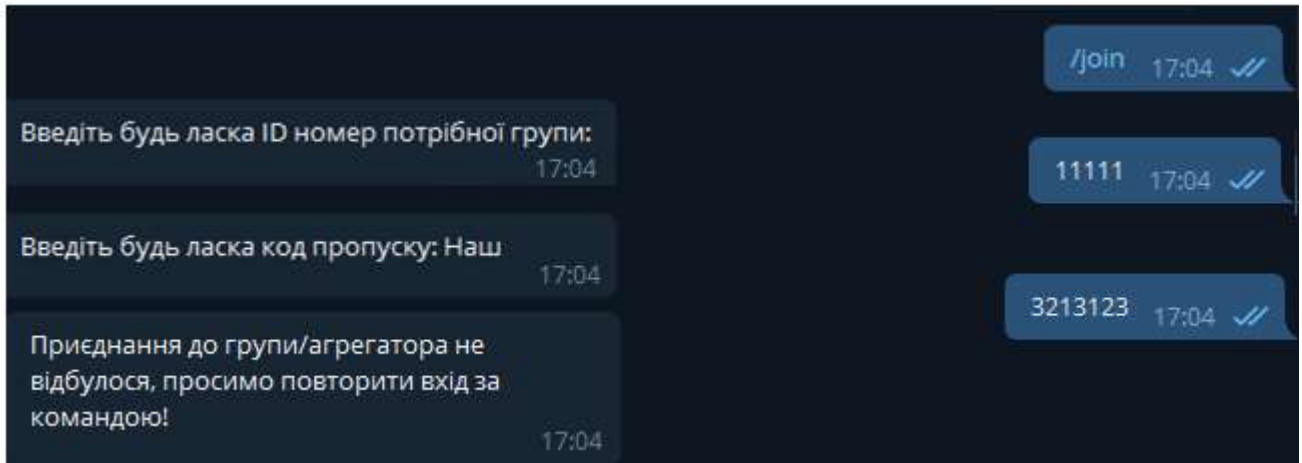 /join 17:04
Введіть будь ласка ID номер потрібної групи:
17:04
11111 17:04
Введіть будь ласка код пропуску: Наш
17:04
3213123 17:04
Приєднання до групи/агрегатора не
відбулося, просимо повторити вхід за
командою!
17:04